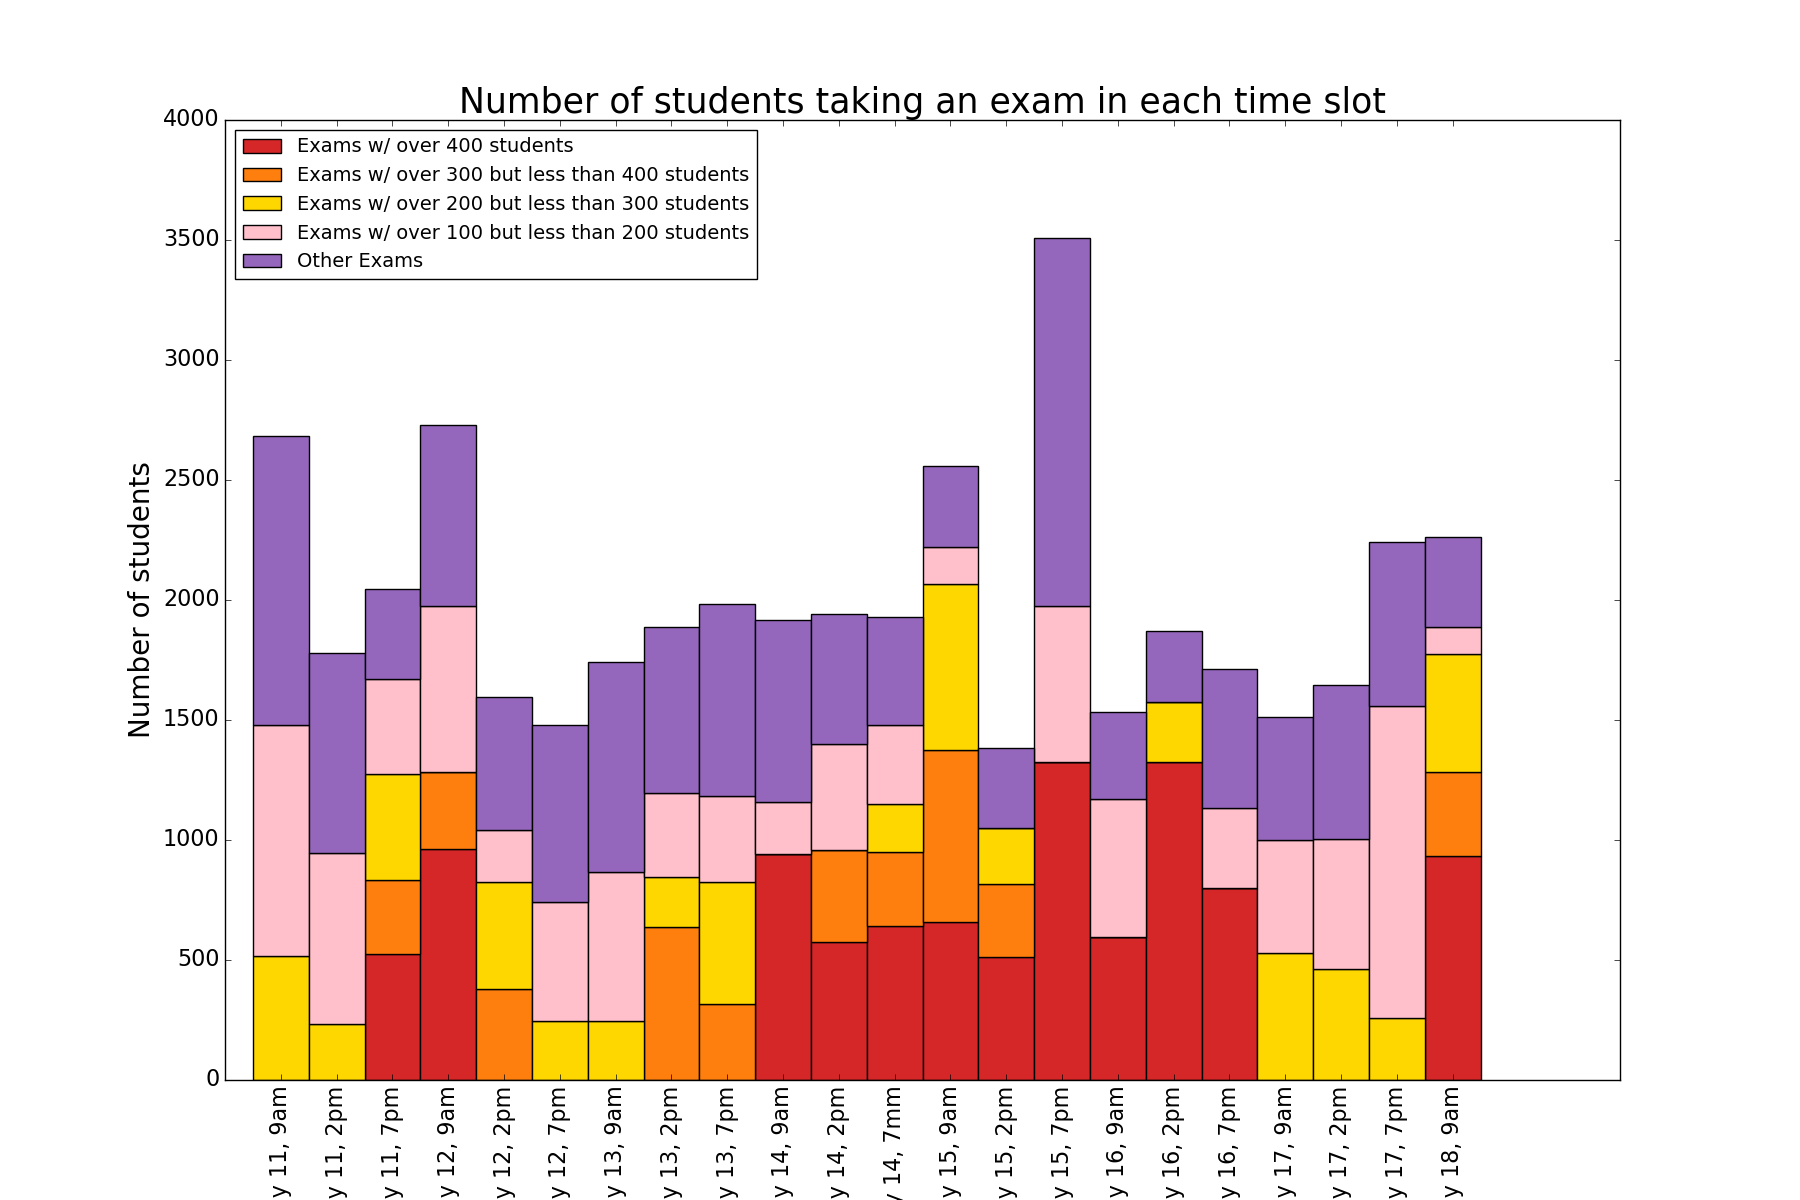 Number of students taking an exam in each time slot
4000
3500
3000
2500
2000
1500
1000
500
0
Number of students
Exams w/ over 400 students
Exams w/ over 300 but less than 400 students
Exams w/ over 200 but less than 300 students
Exams w/ over 100 but less than 200 students
Other Exams
y 11, 9am
y 11, 2pm
y 11, 7pm
y 12, 9am
y 12, 2pm
y 12, 7pm
y 13, 9am
y 13, 2pm
y 13, 7pm
y 14, 9am
y 14, 2pm
y 14, 7mm
y 15, 9am
y 15, 2pm
y 15, 7pm
y 16, 9am
y 16, 2pm
y 16, 7pm
y 17, 9am
y 17, 2pm
y 17, 7pm
y 18, 9am